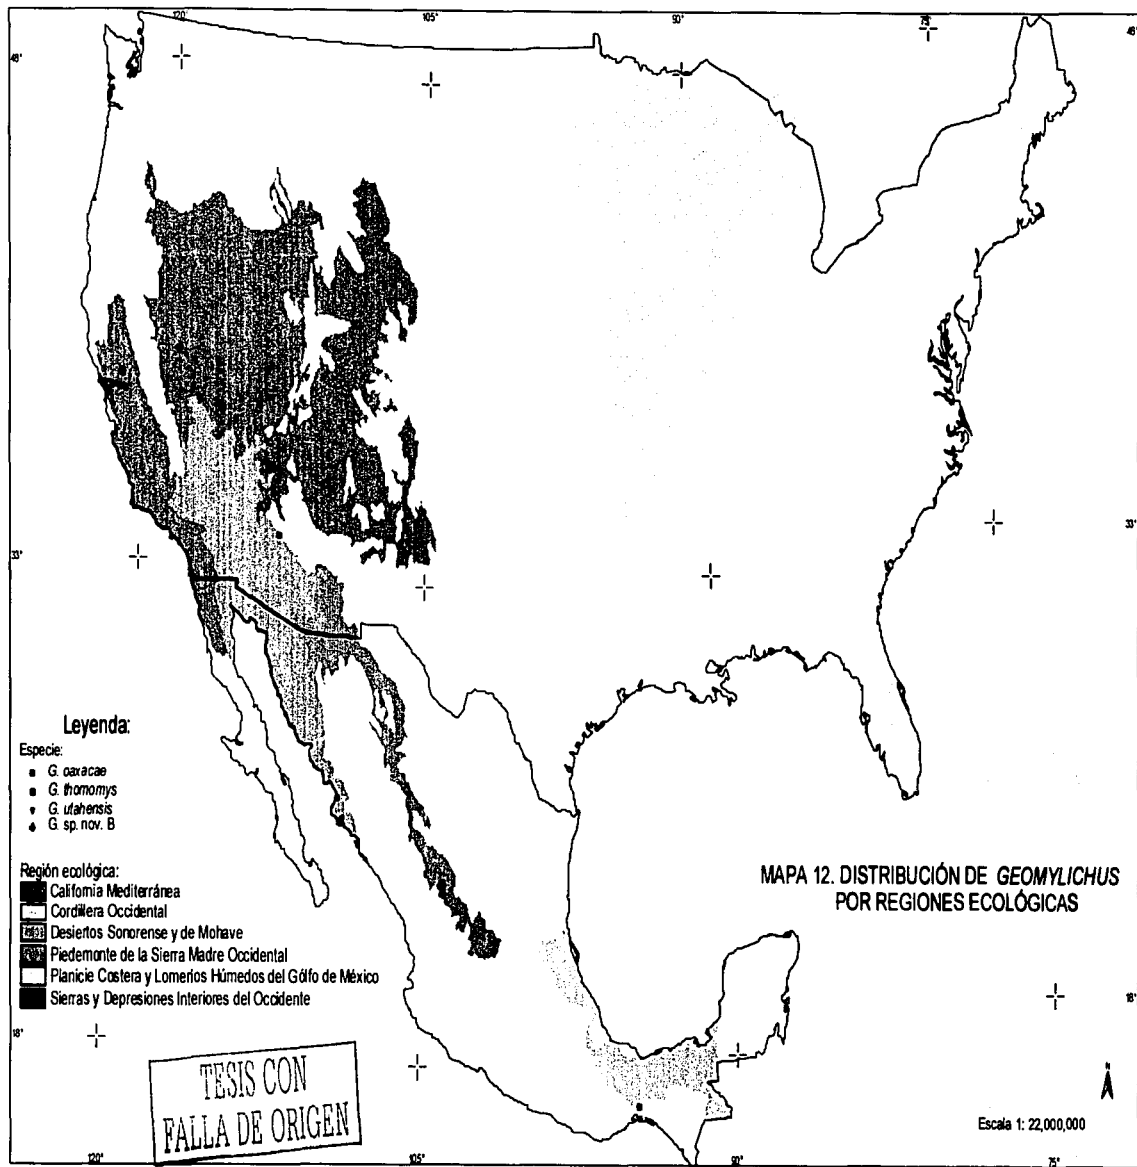 120°
105°
90°
75°
48°
48°
33°
33°
Leyenda:
Especie:
G. oaxacae
G. thomomys
G. utahensis
G. sp. nov. B
Región ecológica:
California Mediterránea
Cordillera Occidental
Desiertos Sonorense y de Mohave
Piedemonte de la Sierra Madre Occidental
Planicie Costera y Lomeríos Húmedos del Gólfo de México
Sierras y Depresiones Interiores del Occidente
MAPA 12. DISTRIBUCIÓN DE GEOMYLICHUS
POR REGIONES ECOLÓGICAS
18°
18°
TESIS CON
FALLA DE ORIGEN
N
Escala 1: 22,000,000
120°
105°
90°
75°